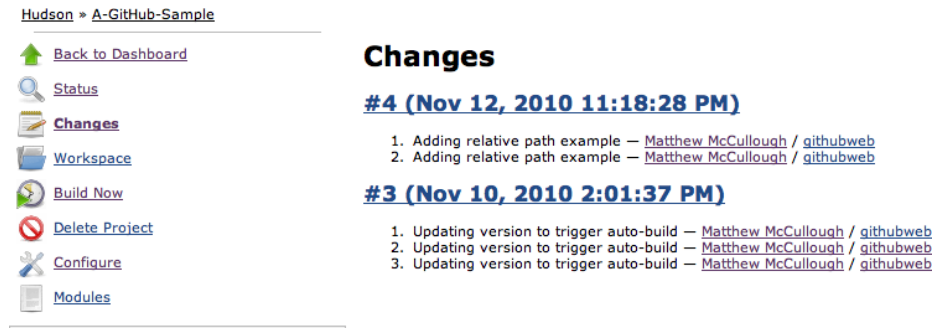 Hudson » A-GitHub-Sample
Back to Dashboard
Status
Changes
Workspace
Build Now
Delete Project
Configure
Modules
Changes
#4 (Nov 12, 2010 11:18:28 PM)
1. Adding relative path example — Matthew McCullough / githubweb
2. Adding relative path example — Matthew McCullough / githubweb
#3 (Nov 10, 2010 2:01:37 PM)
1. Updating version to trigger auto-build — Matthew McCullough / githubweb
2. Updating version to trigger auto-build — Matthew McCullough / githubweb
3. Updating version to trigger auto-build — Matthew McCullough / githubweb